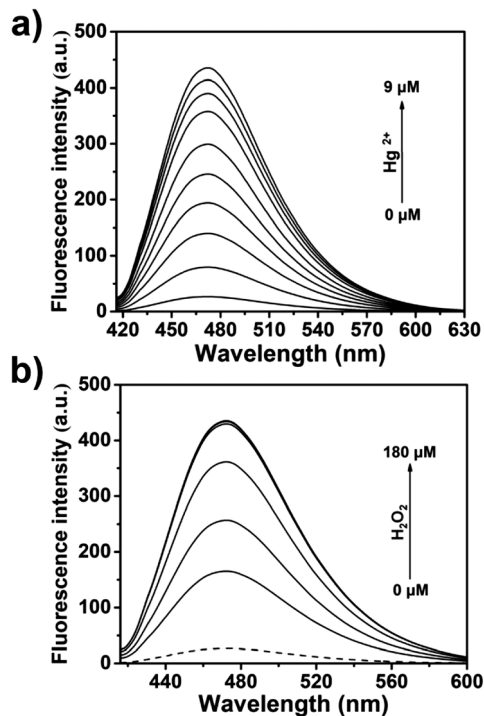 a)
500
400
300
200
100
0
Fluorescence intensity (a.u.)
9 µM
Hg 2+
0 µM
420 450 480 510 540 570 600 630
Wavelength (nm)
b)
500
400
300
200
100
0
Fluorescence intensity (a.u.)
180 µM
H2O2
0 µM
440 480 520 560 600
Wavelength (nm)